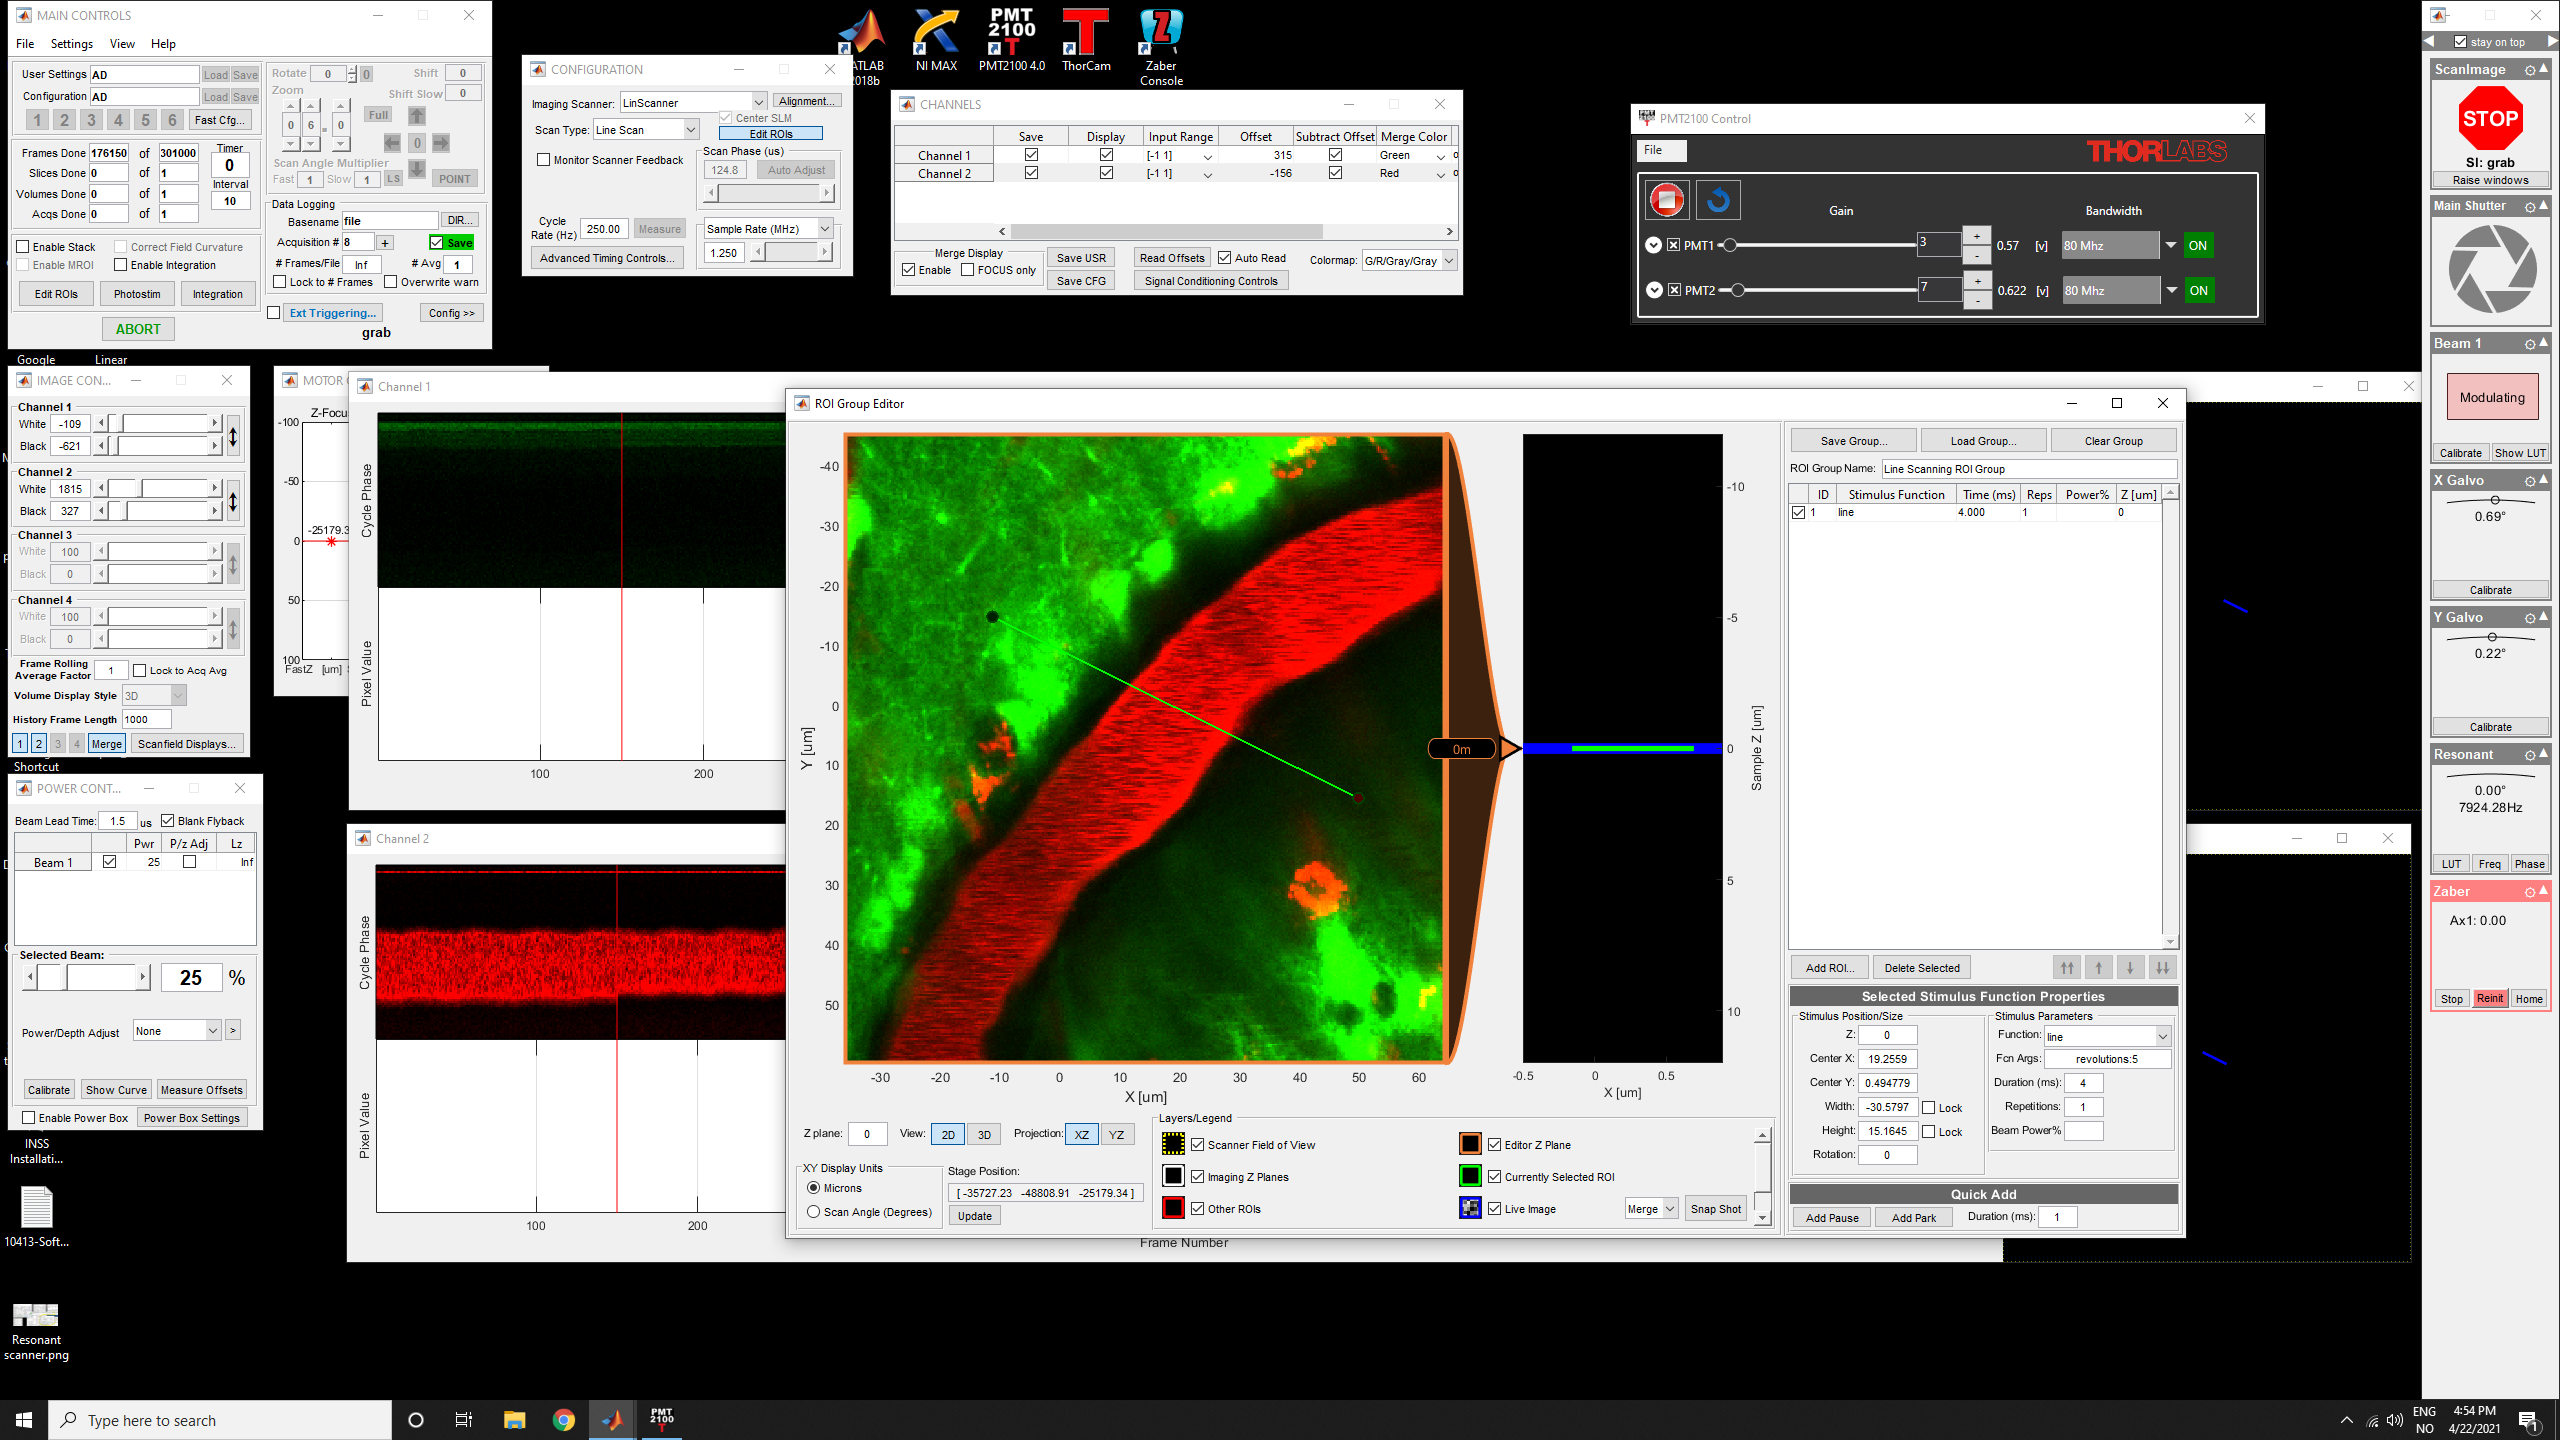 MAIN CONTROLS
File Settings View Help
User Settings AD Load Save
Configuration AD Load Save
1 2 3 4 5 6 Fast Cfg...
Frames Done 176150 of 301000
Slices Done 0 of 1
Volumes Done 0 of 1
Acqs Done 0 of 1
Timer
0
Interval
10
Enable Stack Correct Field Curvature
Enable MROI Enable Integration
Edit ROIs Photostim Integration
ABORT
Rotate 0 0 Shift 0
Zoom Shift Slow 0
Full
0 6 . 0 0
Scan Angle Multiplier
Fast 1 Slow 1 LS POINT
Data Logging
Basename file DIR...
Acquisition # 8 + Save
# Frames/File Inf # Avg 1
Lock to # Frames Overwrite warn
Ext Triggering... Config >>
grab
Google Linear
CONFIGURATION
Imaging Scanner: LinScanner Alignment...
Center SLM
Scan Type: Line Scan Edit ROIs
Monitor Scanner Feedback
Scan Phase (us)
124.8 Auto Adjust
Cycle
Rate (Hz) 250.00 Measure
Sample Rate (MHz)
1.250
Advanced Timing Controls...
ATLAB
2018b
NI MAX
PMT
2100
PMT2100 4.0
ThorCam
Zaber
Console
CHANNELS
Save Display Input Range Offset Subtract Offset Merge Color
Channel 1 [-1 1] 315 Green
Channel 2 [-1 1] -156 Red
Merge Display
Enable FOCUS only
Save USR
Save CFG
Read Offsets Auto Read
Signal Conditioning Controls
Colormap: G/R/Gray/Gray
PMT2100 Control
File THORLABS
Gain Bandwidth
PMT1 3 + - 0.57 [v] 80 Mhz ON
PMT2 7 + - 0.622 [v] 80 Mhz ON
stay on top
ScanImage
STOP
SI: grab
Raise windows
Main Shutter
Beam 1
Modulating
Calibrate Show LUT
X Galvo
0.69°
Calibrate
Y Galvo
0.22°
Calibrate
Resonant
0.00°
7924.28Hz
LUT Freq Phase
Zaber
Ax1: 0.00
Stop Reinit Home
IMAGE CON...
Channel 1
White -109
Black -621
Channel 2
White 1815
Black 327
Channel 3
White 100
Black 0
Channel 4
White 100
Black 0
Frame Rolling
Average Factor 1 Lock to Acq Avg
Volume Display Style 3D
History Frame Length 1000
1 2 3 4 Merge Scanfield Displays...
Shortcut
MOTOR
Z-Focu
-100
-50
-25179.3
0
50
100
FastZ [um]
Channel 1
Cycle Phase
Pixel Value
100 200
Channel 2
Cycle Phase
Pixel Value
100 200
Frame Number
POWER CONT...
Beam Lead Time: 1.5 us Blank Flyback
Pwr P/z Adj Lz
Beam 1 25 Inf
Selected Beam:
25 %
Power/Depth Adjust None >
Calibrate Show Curve Measure Offsets
Enable Power Box Power Box Settings
INSS
Installati...
10413-Soft...
Resonant
scanner.png
ROI Group Editor
-40
-30
-20
-10
0
10
20
30
40
50
Y [um]
-30 -20 -10 0 10 20 30 40 50 60
X [um]
0m
-10
-5
0
5
10
Sample Z [um]
-0.5 0 0.5
X [um]
Z plane: 0 View: 2D 3D Projection: XZ YZ
XY Display Units
Microns
Scan Angle (Degrees)
Stage Position:
[ -35727.23 -48808.91 -25179.34 ]
Update
Layers/Legend
Scanner Field of View Editor Z Plane
Imaging Z Planes Currently Selected ROI
Other ROIs Live Image Merge Snap Shot
Save Group... Load Group... Clear Group
ROI Group Name: Line Scanning ROI Group
ID Stimulus Function Time (ms) Reps Power% Z [um]
1 line 4.000 1 0
Add ROI... Delete Selected
Selected Stimulus Function Properties
Stimulus Position/Size
Z: 0
Center X: 19.2559
Center Y: 0.494779
Width: -30.5797 Lock
Height: 15.1645 Lock
Rotation: 0
Stimulus Parameters
Function: line
Fcn Args: revolutions:5
Duration (ms): 4
Repetitions: 1
Beam Power%
Quick Add
Add Pause Add Park Duration (ms): 1
Type here to search
PMT
2100
ENG
NO
4:54 PM
4/22/2021
1